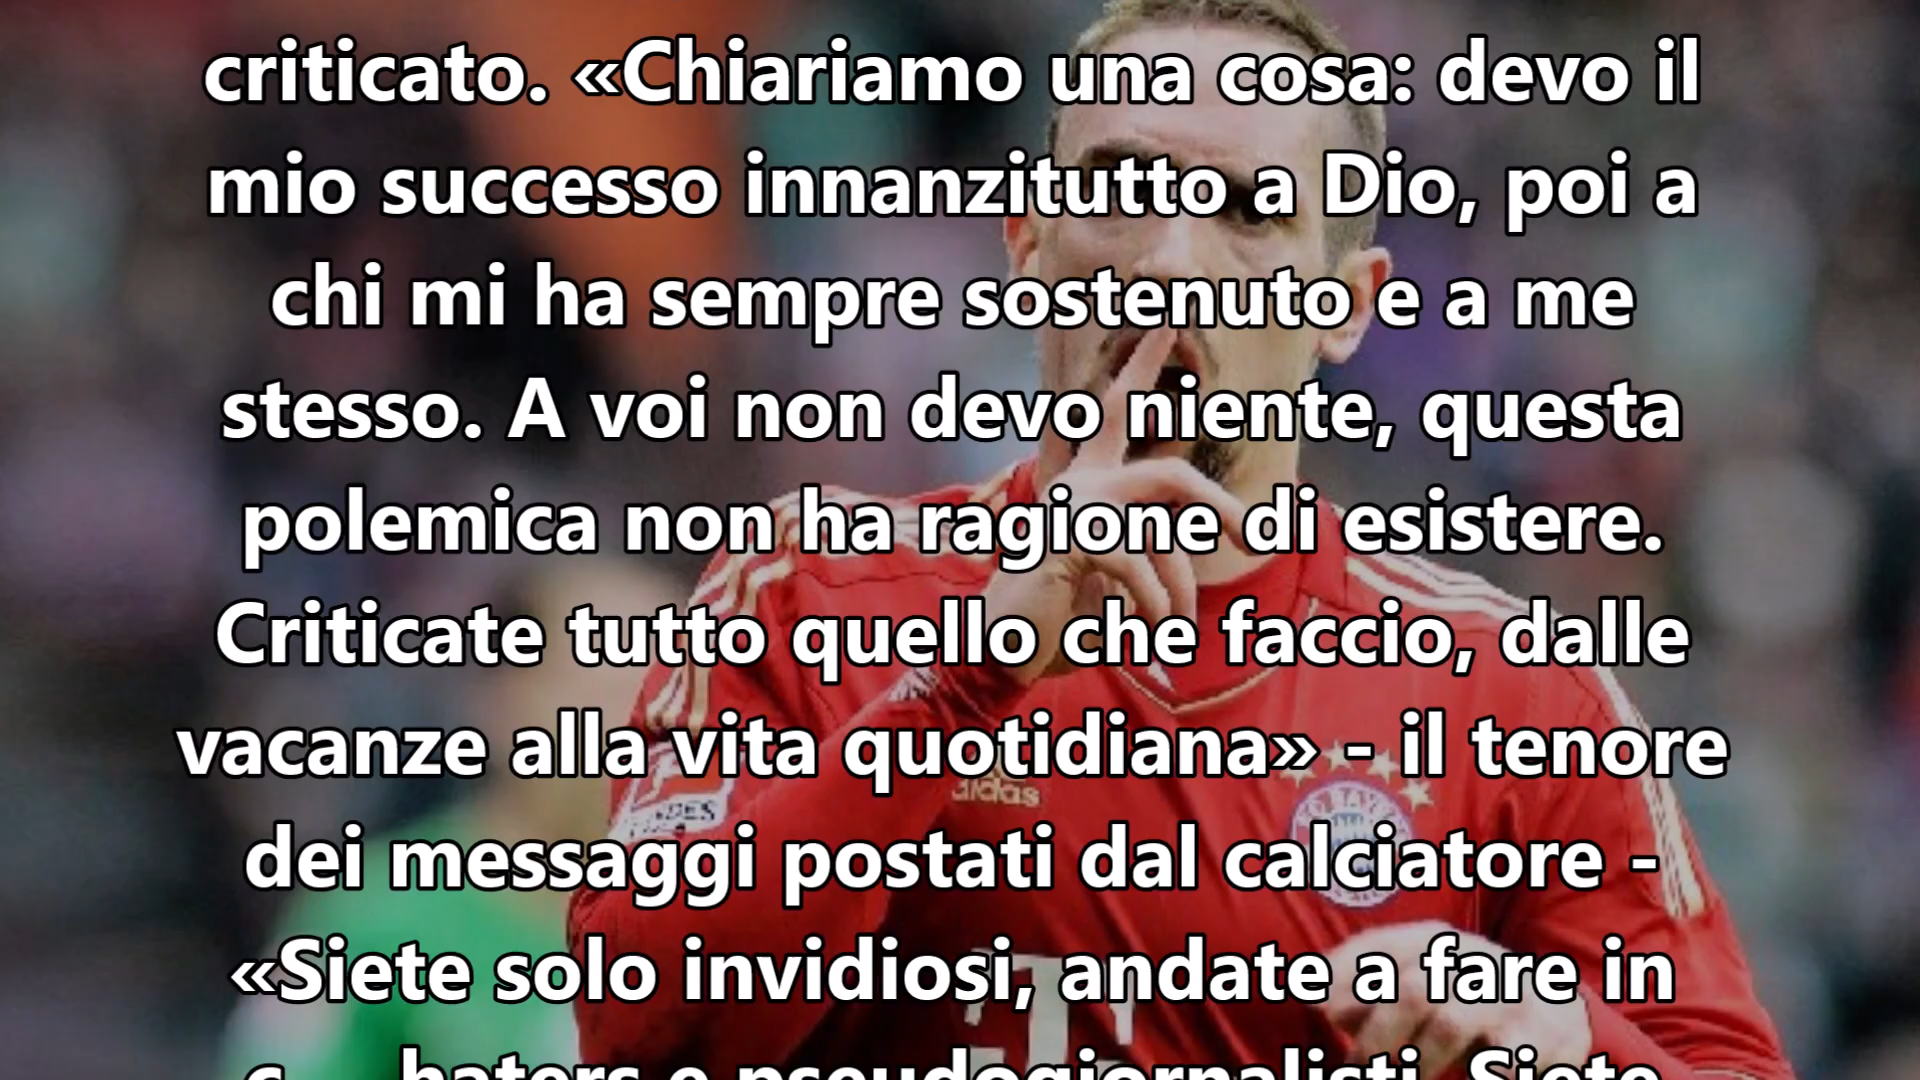 criticato. «Chiariamo una cosa: devo il
mio successo innanzitutto a Dio, poi a
chi mi ha sempre sostenuto e a me
stesso. A voi non devo niente, questa
polemica non ha ragione di esistere.
Criticate tutto quello che faccio, dalle
vacanze alla vita quotidiana» - il tenore
dei messaggi postati dal calciatore -
«Siete solo invidiosi, andate a fare in
c... haters e pseudogiornalisti. Siete
adidas